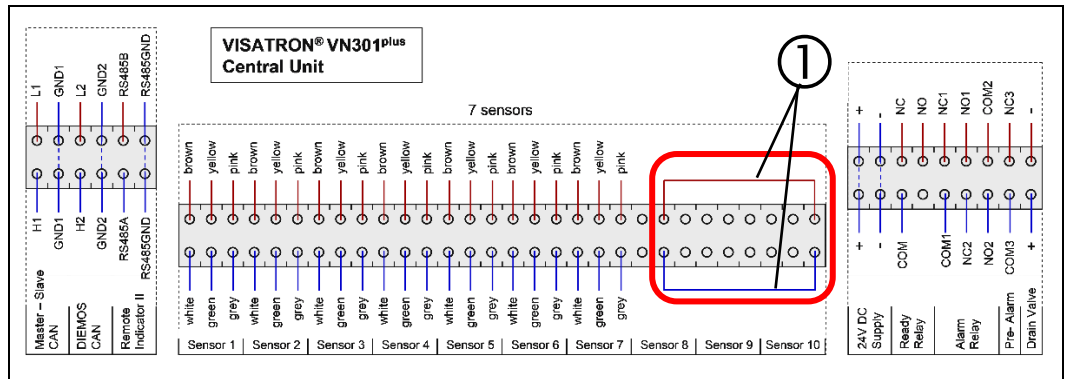 VISATRON® VN301plus
Central Unit
①
7 sensors
L1 GND1 L2 GND2 RS485B RS485GND
H1 GND1 H2 GND2 RS485A RS485GND
Master – Slave CAN
DIEMOS CAN
Remote Indicator II
brown yellow pink brown yellow pink brown yellow pink brown yellow pink brown yellow pink brown yellow pink brown yellow pink
white green grey white green grey white green grey white green grey white green grey white green grey white green grey
Sensor 1 Sensor 2 Sensor 3 Sensor 4 Sensor 5 Sensor 6 Sensor 7 Sensor 8 Sensor 9 Sensor 10
+ - NC NO NC1 NO1 COM2 NC3 -
+ - COM COM1 NC2 NO2 COM3 +
24V DC Supply
Ready Relay
Alarm Relay
Pre- Alarm
Drain Valve